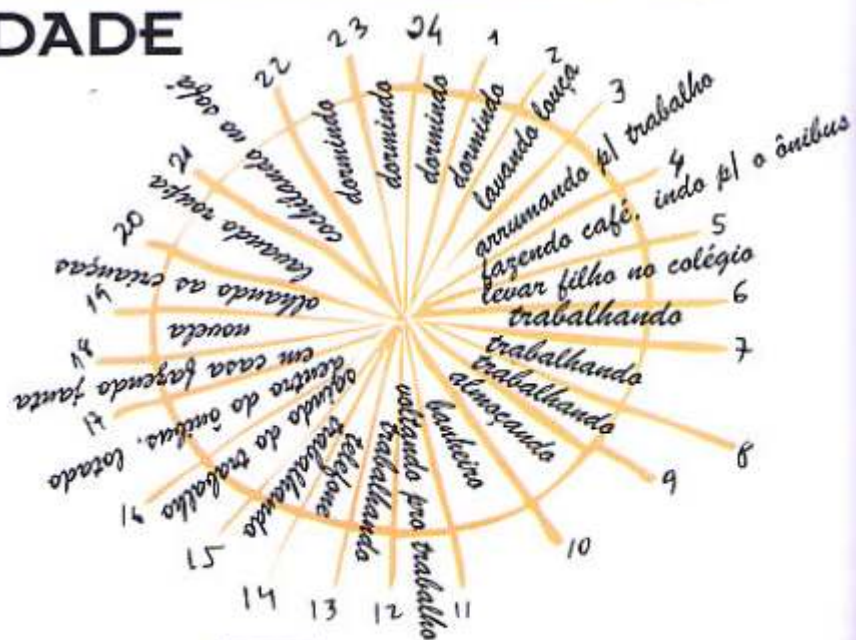 DADE
24
1
2
3
4
5
6
7
8
9
10
11
12
13
14
15
16
17
18
19
20
21
22
23
dormindo
dormindo
lavando louça
arrumando p/ trabalho
fazendo café, indo p/ o ônibus
levar filho no colégio
trabalhando
trabalhando
trabalhando
almoçando
banheiro
voltando pro trabalho
trabalhando
telefone
trabalhando
saindo do trabalho
dentro do ônibus, lotado
em casa fazendo janta
novela
olhando as crianças
lavando roupa
cochilando no sofá
dormindo
dormindo